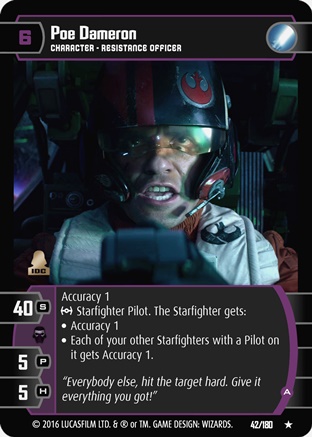 6
Poe Dameron
CHARACTER - RESISTANCE OFFICER
IDC
Accuracy 1
40 S
Starfighter Pilot. The Starfighter gets:
• Accuracy 1
• Each of your other Starfighters with a Pilot on
it gets Accuracy 1.
5 P
“Everybody else, hit the target hard. Give it
everything you got!”
5 H
A
© 2016 LUCASFILM LTD. & ® or TM. GAME DESIGN: WIZARDS. 42/180 ★